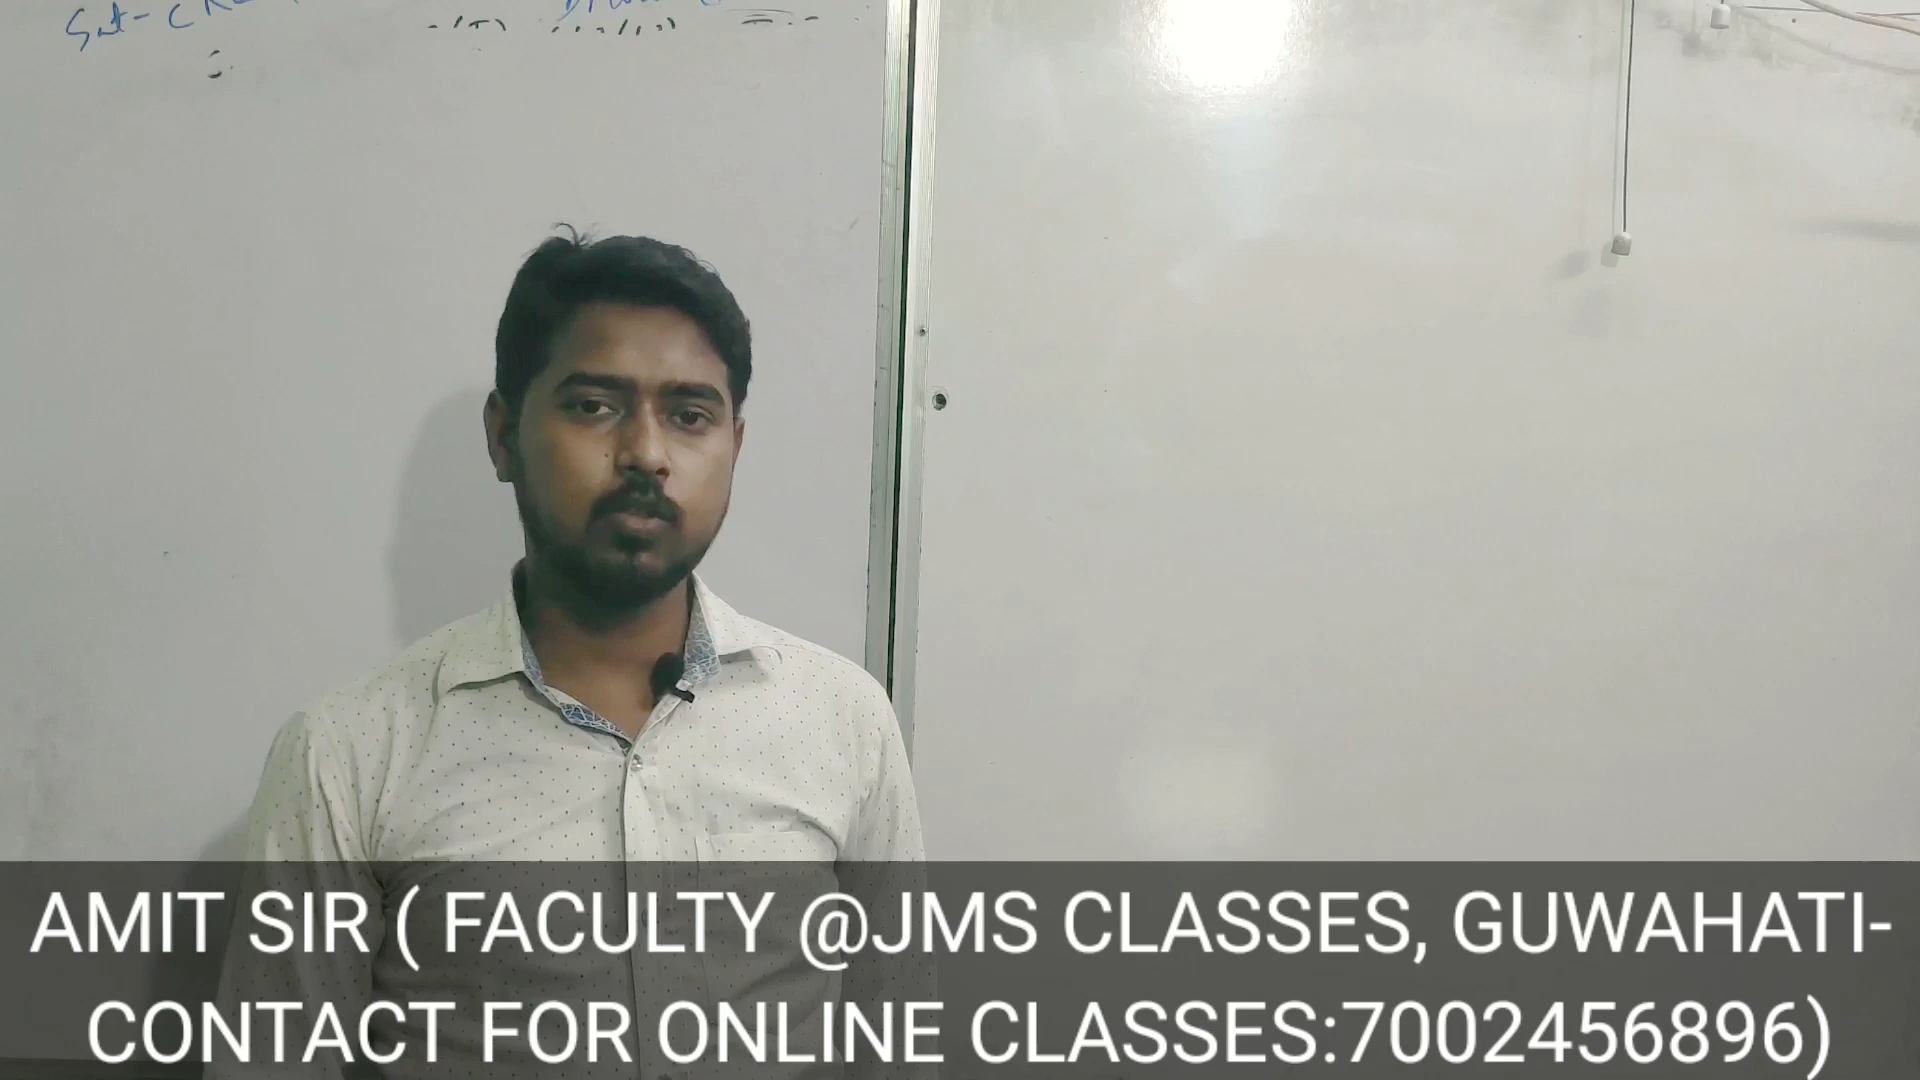 AMIT SIR ( FACULTY @JMS CLASSES, GUWAHATI-
CONTACT FOR ONLINE CLASSES:7002456896)